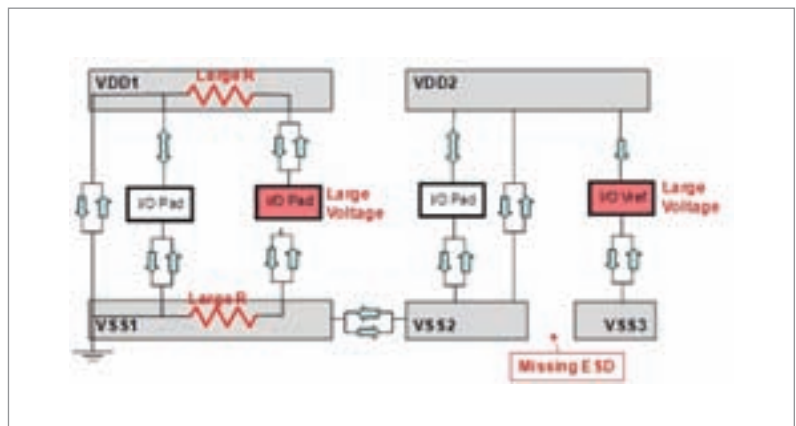 Large R
VDD1
VDD2
I/O Pad
I/O Pad
Large
Voltage
I/O Pad
I/O Vref
Large
Voltage
Large R
VSS1
VSS2
VSS3
Missing ESD